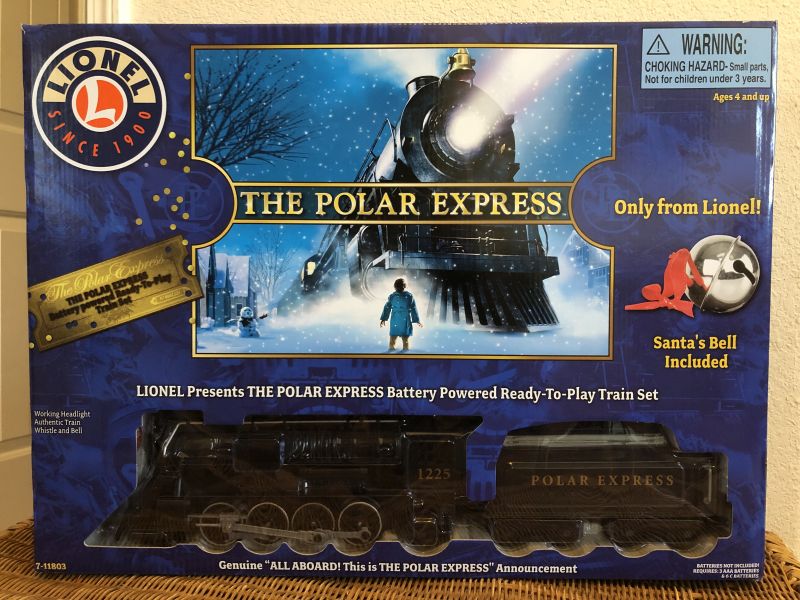 LIONEL
L
SINCE 1900
WARNING:
CHOKING HAZARD- Small parts,
Not for children under 3 years.
Ages 4 and up
THE POLAR EXPRESS
Only from Lionel!
The Polar Express
THE POLAR EXPRESS
Battery powered Ready-To-Play
Train Set
Santa's Bell
Included
LIONEL Presents THE POLAR EXPRESS Battery Powered Ready-To-Play Train Set
Working Headlight
Authentic Train
Whistle and Bell
1225
POLAR EXPRESS
7-11803
Genuine "ALL ABOARD! This is THE POLAR EXPRESS" Announcement
BATTERIES NOT INCLUDED!
REQUIRES: 3 AAA BATTERIES
& 6 C BATTERIES